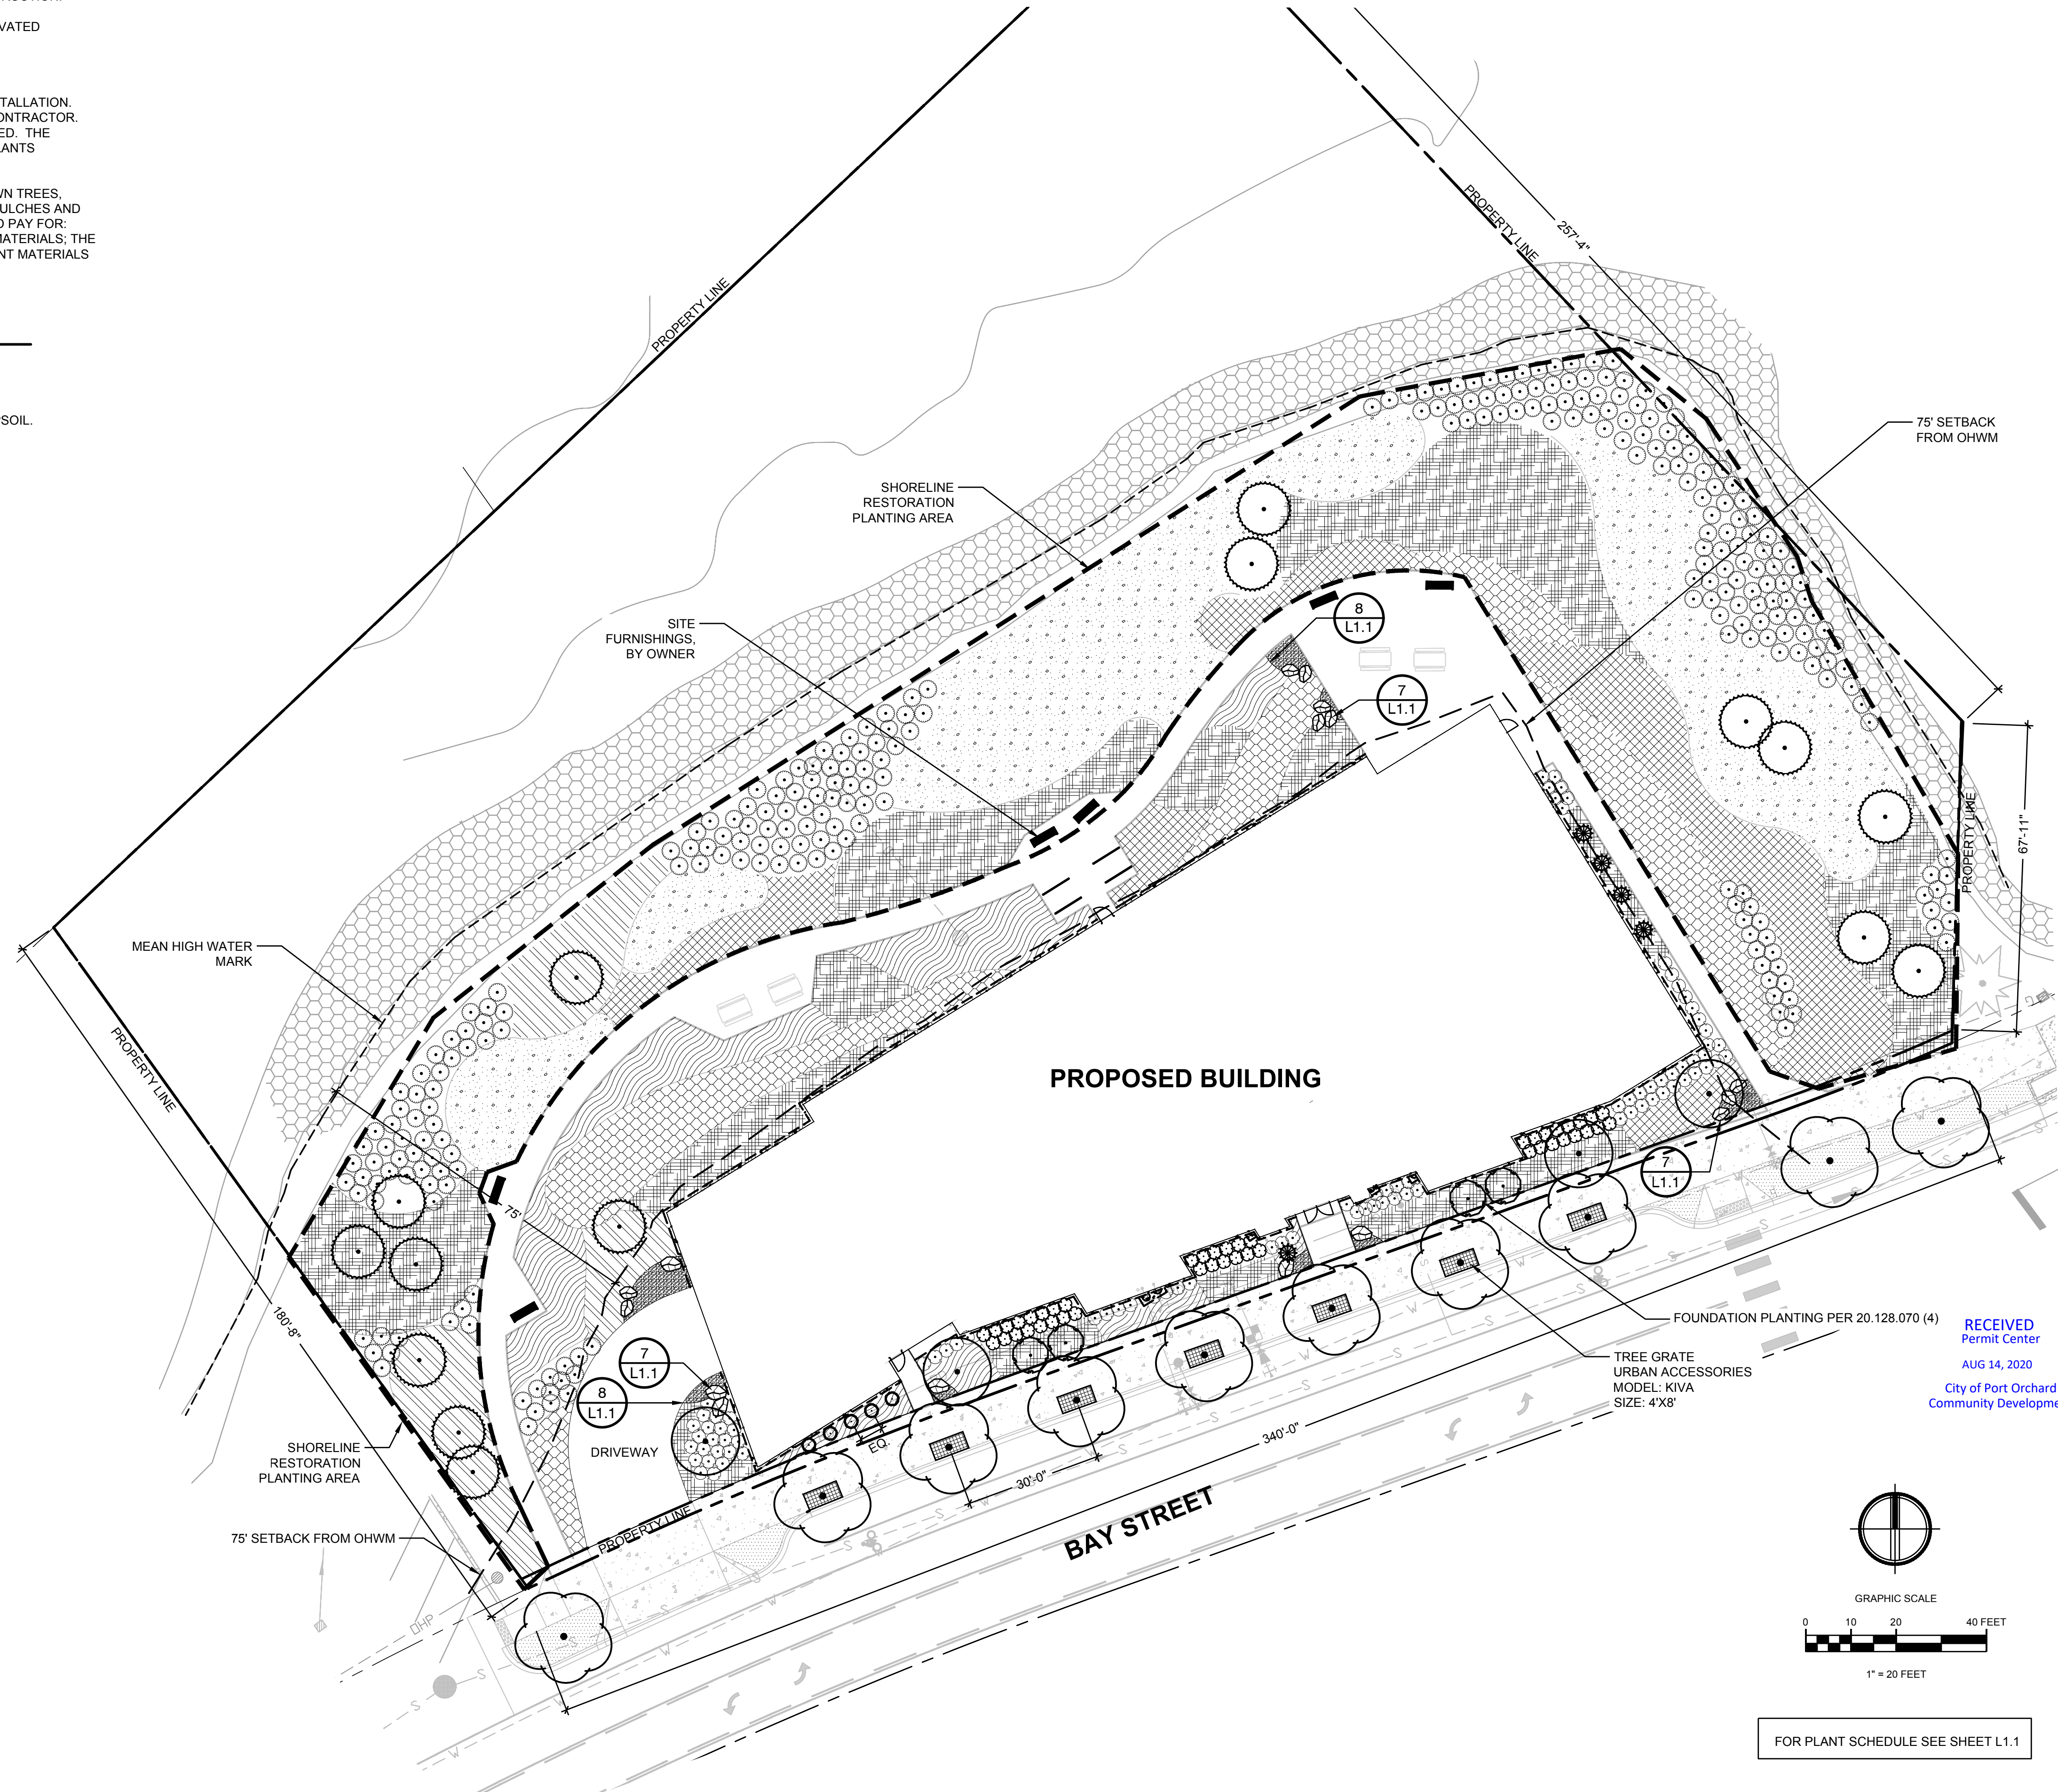 VATED
TALLATION.
ONTRACTOR.
ED. THE
LANTS
WN TREES,
ULCHES AND
D PAY FOR:
MATERIALS; THE
NT MATERIALS
SOIL.
PROPERTY LINE
PROPERTY LINE
257'-4"
75' SETBACK
FROM OHWM
SHORELINE
RESTORATION
PLANTING AREA
SITE
FURNISHINGS,
BY OWNER
8
L1.1
7
L1.1
PROPERTY LINE
67'-11"
MEAN HIGH WATER
MARK
PROPERTY LINE
PROPOSED BUILDING
75'
7
L1.1
180'-8"
FOUNDATION PLANTING PER 20.128.070 (4)
TREE GRATE
URBAN ACCESSORIES
MODEL: KIVA
SIZE: 4'X8'
RECEIVED
Permit Center
AUG 14, 2020
City of Port Orchard
Community Developme
7
L1.1
8
L1.1
DRIVEWAY
EQ.
340'-0"
30'-0"
SHORELINE
RESTORATION
PLANTING AREA
BAY STREET
PROPERTY LINE
75' SETBACK FROM OHWM
OHP
GRAPHIC SCALE
0 10 20 40 FEET
1" = 20 FEET
FOR PLANT SCHEDULE SEE SHEET L1.1